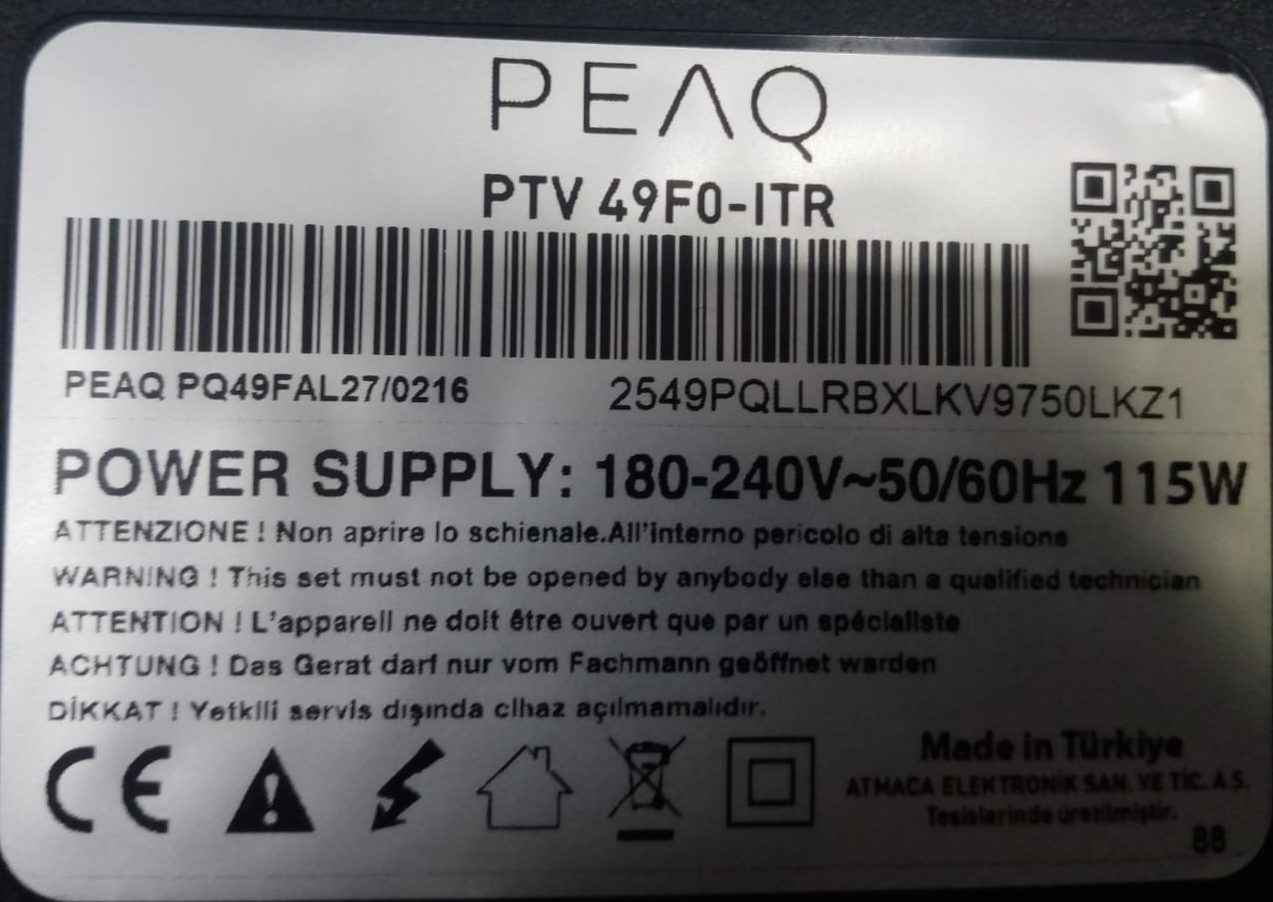 PEAQ
PTV 49F0-ITR
PEAQ PQ49FAL27/0216 2549PQLLRBXLKV9750LKZ1
POWER SUPPLY: 180-240V~50/60Hz 115W
ATTENZIONE ! Non aprire lo schienale.All'interno pericolo di alta tensione
WARNING ! This set must not be opened by anybody else than a qualified technician
ATTENTION ! L'appareil ne doit être ouvert que par un spécialiste
ACHTUNG ! Das Gerat darf nur vom Fachmann geöffnet warden
DİKKAT ! Yetkili servis dışında cihaz açılmamalıdır.
CE
Made in Türkiye
ATMACA ELEKTRONİK SAN. VE TİC. A.Ş.
Tesislerinde üretilmiştir.
88